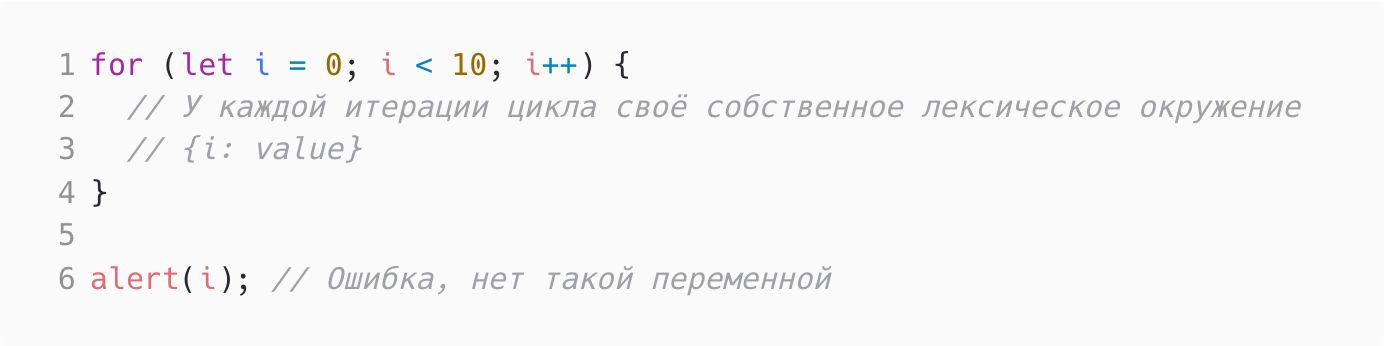 1 for (let i = 0; i < 10; i++) {
2   // У каждой итерации цикла своё собственное лексическое окружение
3   // {i: value}
4 }
5
6 alert(i); // Ошибка, нет такой переменной